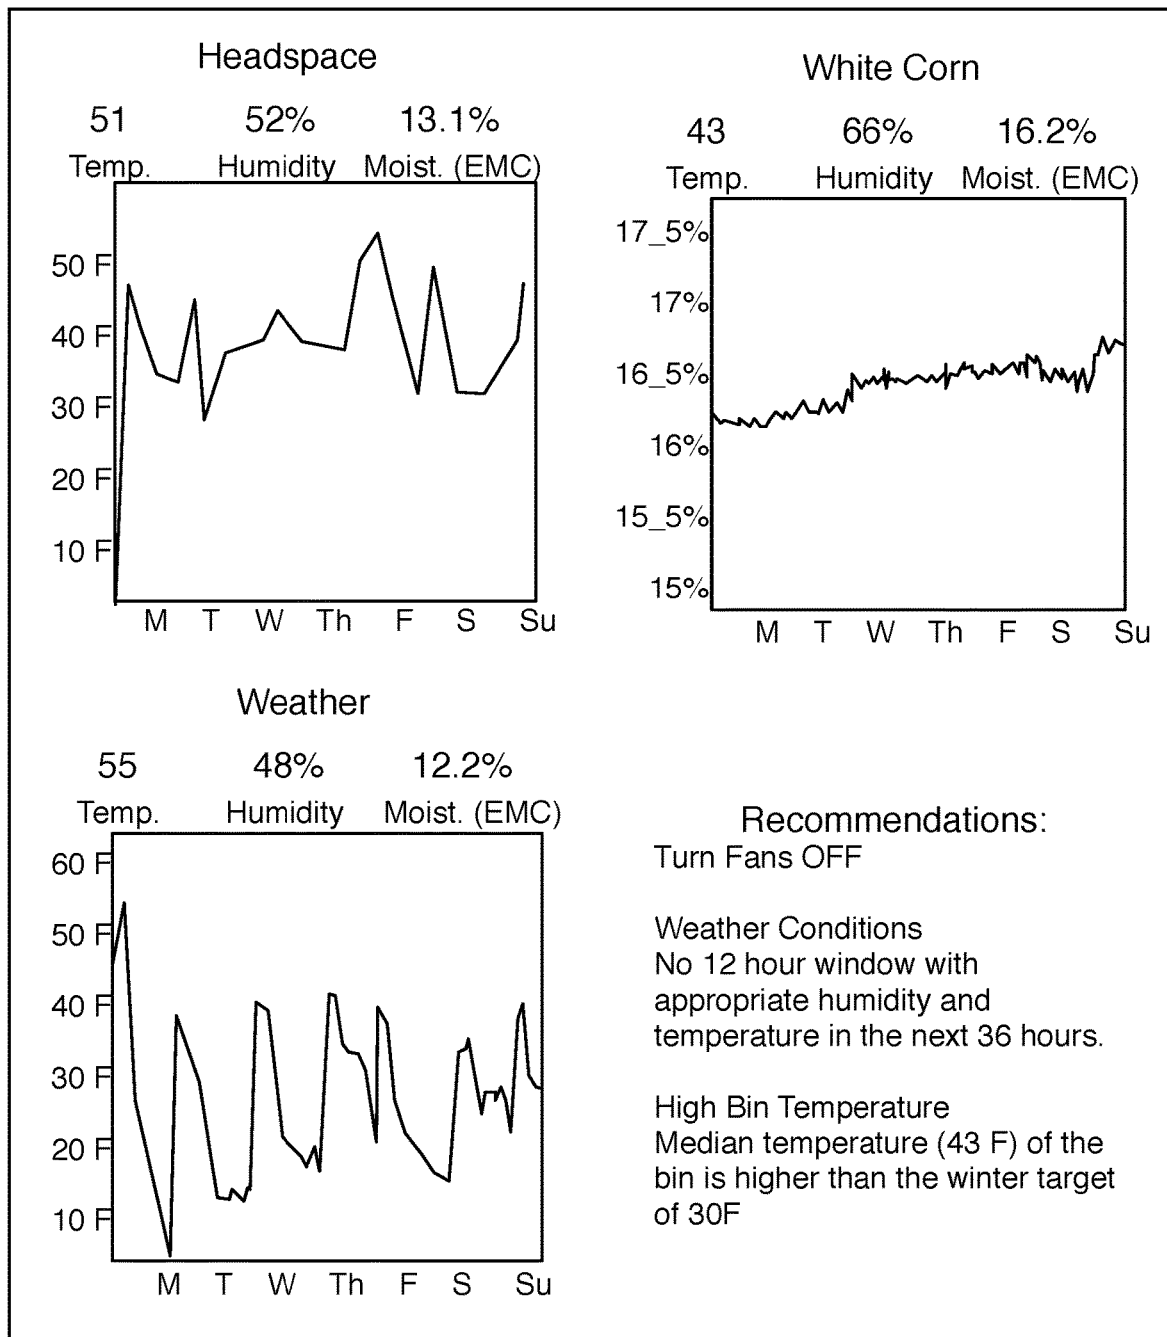 Headspace
51 52% 13.1%
Temp. Humidity Moist. (EMC)
50 F
40 F
30 F
20 F
10 F
M T W Th F S Su
White Corn
43 66% 16.2%
Temp. Humidity Moist. (EMC)
17_5%
17%
16_5%
16%
15_5%
15%
M T W Th F S Su
Weather
55 48% 12.2%
Temp. Humidity Moist. (EMC)
60 F
50 F
40 F
30 F
20 F
10 F
M T W Th F S Su
Recommendations:
Turn Fans OFF
Weather Conditions
No 12 hour window with
appropriate humidity and
temperature in the next 36 hours.
High Bin Temperature
Median temperature (43 F) of the
bin is higher than the winter target
of 30F